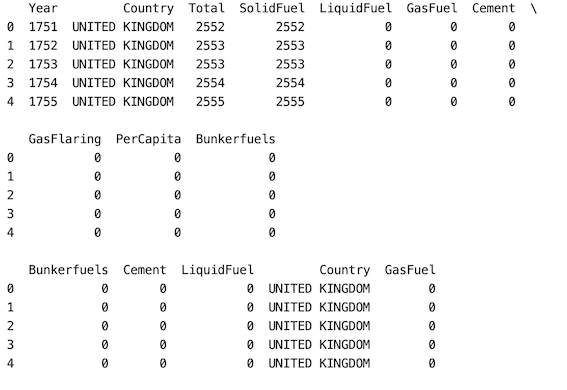 Year Country Total SolidFuel LiquidFuel GasFuel Cement \
0 1751 UNITED KINGDOM 2552 2552 0 0 0
1 1752 UNITED KINGDOM 2553 2553 0 0 0
2 1753 UNITED KINGDOM 2553 2553 0 0 0
3 1754 UNITED KINGDOM 2554 2554 0 0 0
4 1755 UNITED KINGDOM 2555 2555 0 0 0
GasFlaring PerCapita Bunkerfuels
0 0 0 0
1 0 0 0
2 0 0 0
3 0 0 0
4 0 0 0
Bunkerfuels Cement LiquidFuel Country GasFuel
0 0 0 0 UNITED KINGDOM 0
1 0 0 0 UNITED KINGDOM 0
2 0 0 0 UNITED KINGDOM 0
3 0 0 0 UNITED KINGDOM 0
4 0 0 0 UNITED KINGDOM 0